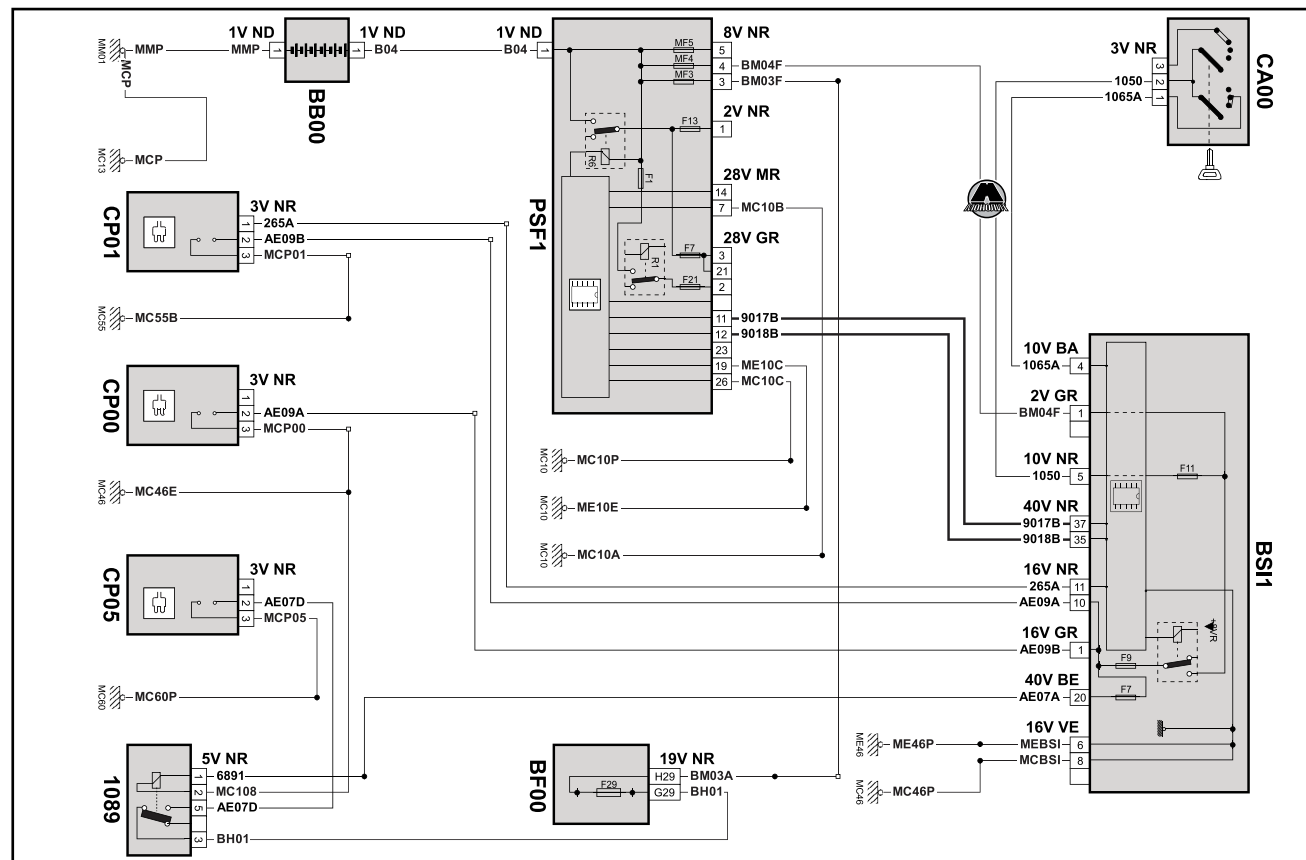 1V ND
MM01
MMP
MMP
1
1
B04
1V ND
BB00
MCP
MC13
MCP
1V ND
B04
1
PSF1
8V NR
MF5
5
MF4
4
BM04F
MF3
3
BM03F
2V NR
F13
1
R6
F1
28V MR
14
7
MC10B
28V GR
F7
3
21
R1
F21
2
11
9017B
12
9018B
23
19
ME10C
26
MC10C
MC10
MC10P
MC10
ME10E
MC10
MC10A
CP01
3V NR
1
265A
2
AE09B
3
MCP01
MC55
MC55B
CP00
3V NR
1
2
AE09A
3
MCP00
MC46
MC46E
CP05
3V NR
1
2
AE07D
3
MCP05
MC60
MC60P
1089
5V NR
1
6891
2
MC108
5
AE07D
3
BH01
BF00
19V NR
F29
H29
BM03A
G29
BH01
CA00
3V NR
3
1050
2
1065A
1
BSI1
10V BA
1065A
4
2V GR
BM04F
1
10V NR
1050
5
F11
40V NR
9017B
37
9018B
35
16V NR
265A
11
AE09A
10
16V GR
AE09B
1
F9
40V BE
AE07A
20
F7
16V VE
ME46
ME46P
MEBSI
6
MCBSI
8
MC46
MC46P